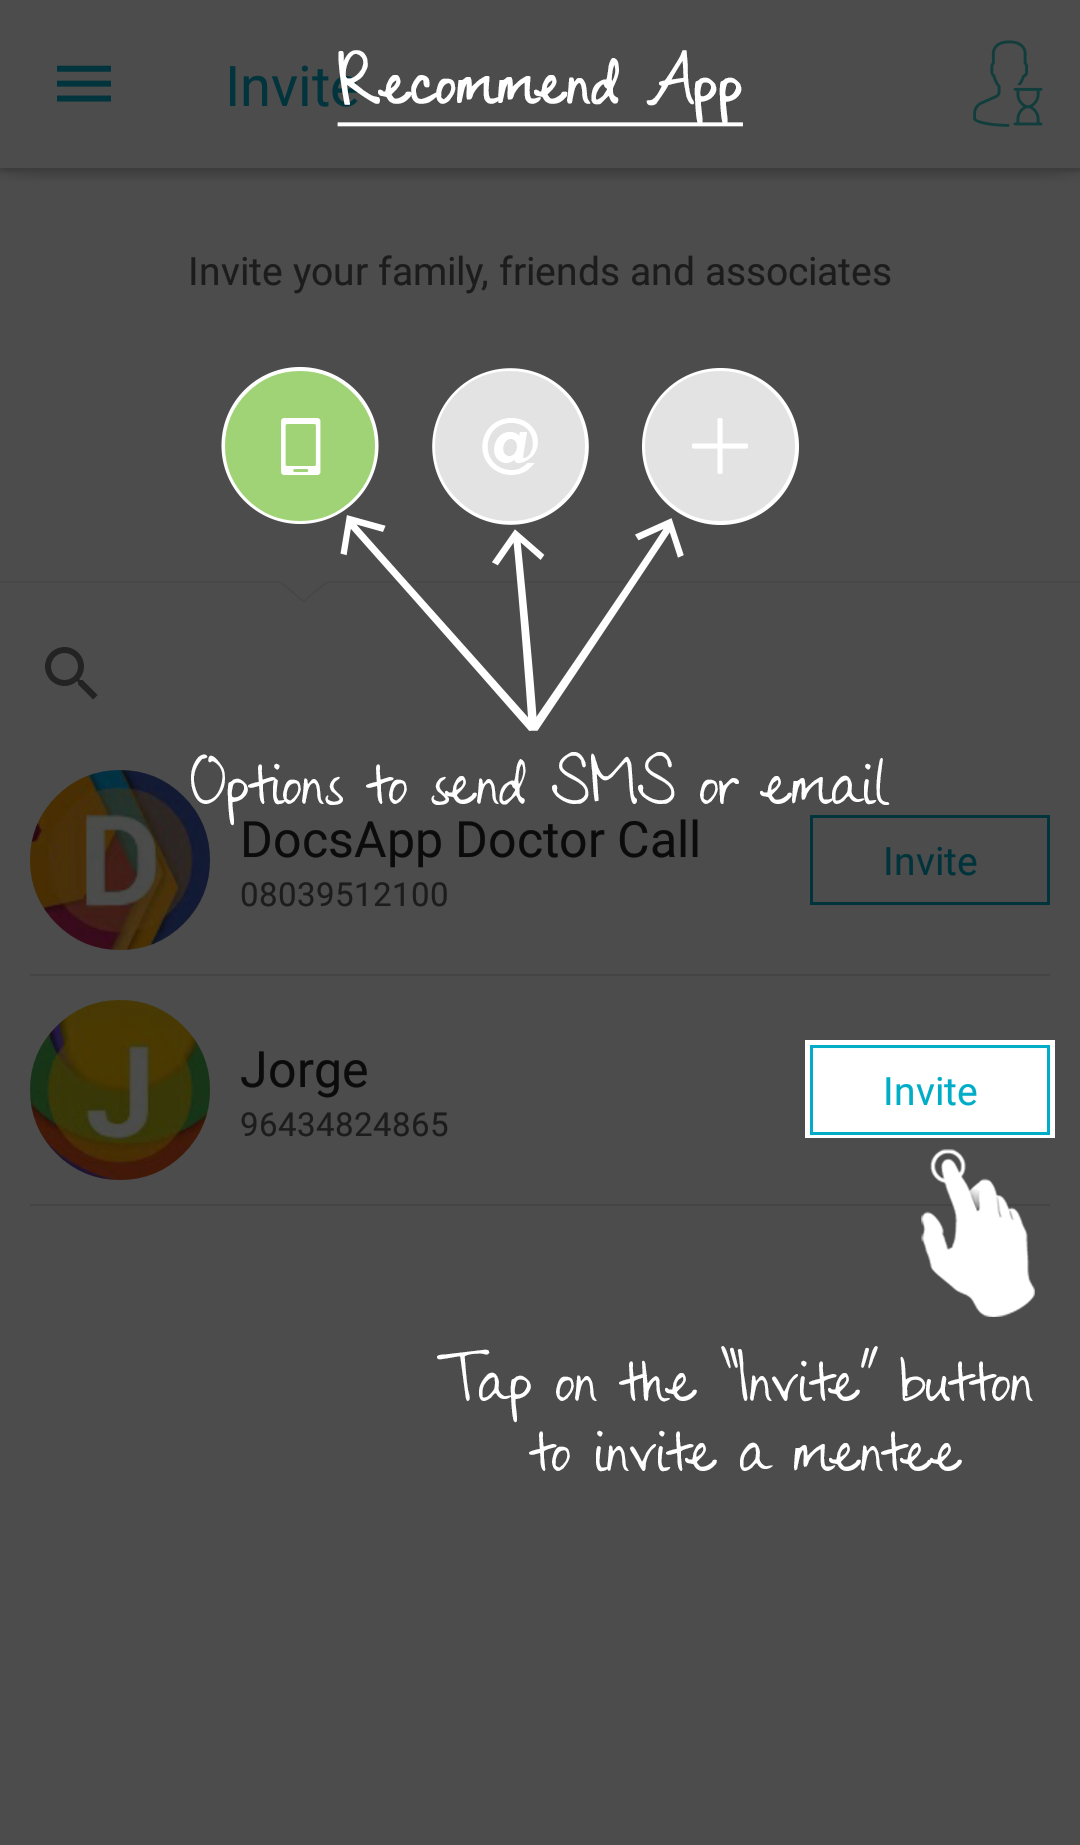 Invite
Recommend App
Invite your family, friends and associates
@
Options to send SMS or email
D
DocsApp Doctor Call
08039512100
Invite
J
Jorge
96434824865
Invite
Tap on the "Invite" button
to invite a mentee